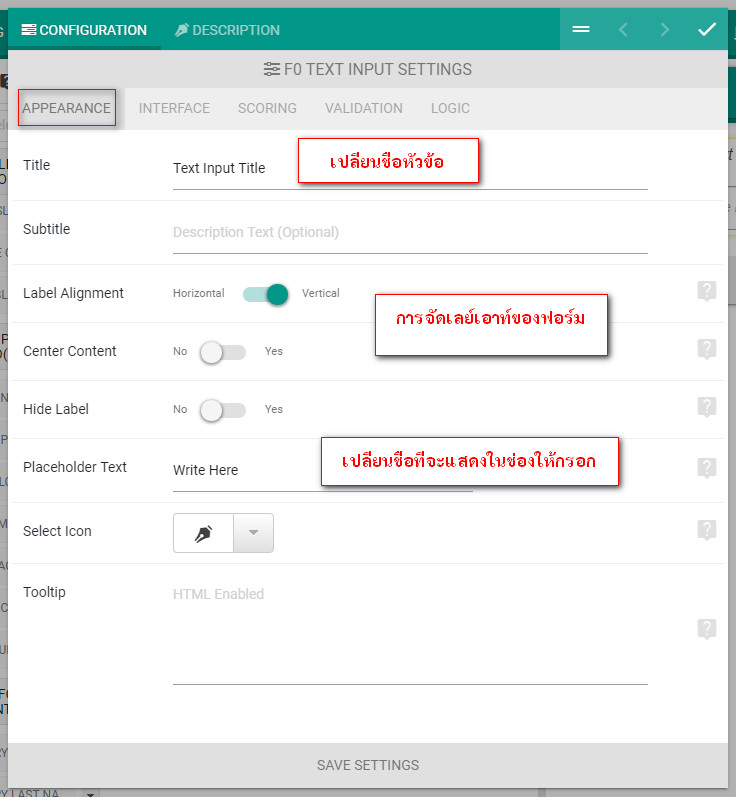 CONFIGURATION DESCRIPTION
F0 TEXT INPUT SETTINGS
APPEARANCE INTERFACE SCORING VALIDATION LOGIC
Title Text Input Title เปลี่ยนชื่อหัวข้อ
Subtitle Description Text (Optional)
Label Alignment Horizontal Vertical
การจัดเลย์เอาท์ของฟอร์ม
Center Content No Yes
Hide Label No Yes
Placeholder Text Write Here เปลี่ยนชื่อที่จะแสดงในช่องให้กรอก
Select Icon
Tooltip HTML Enabled
SAVE SETTINGS